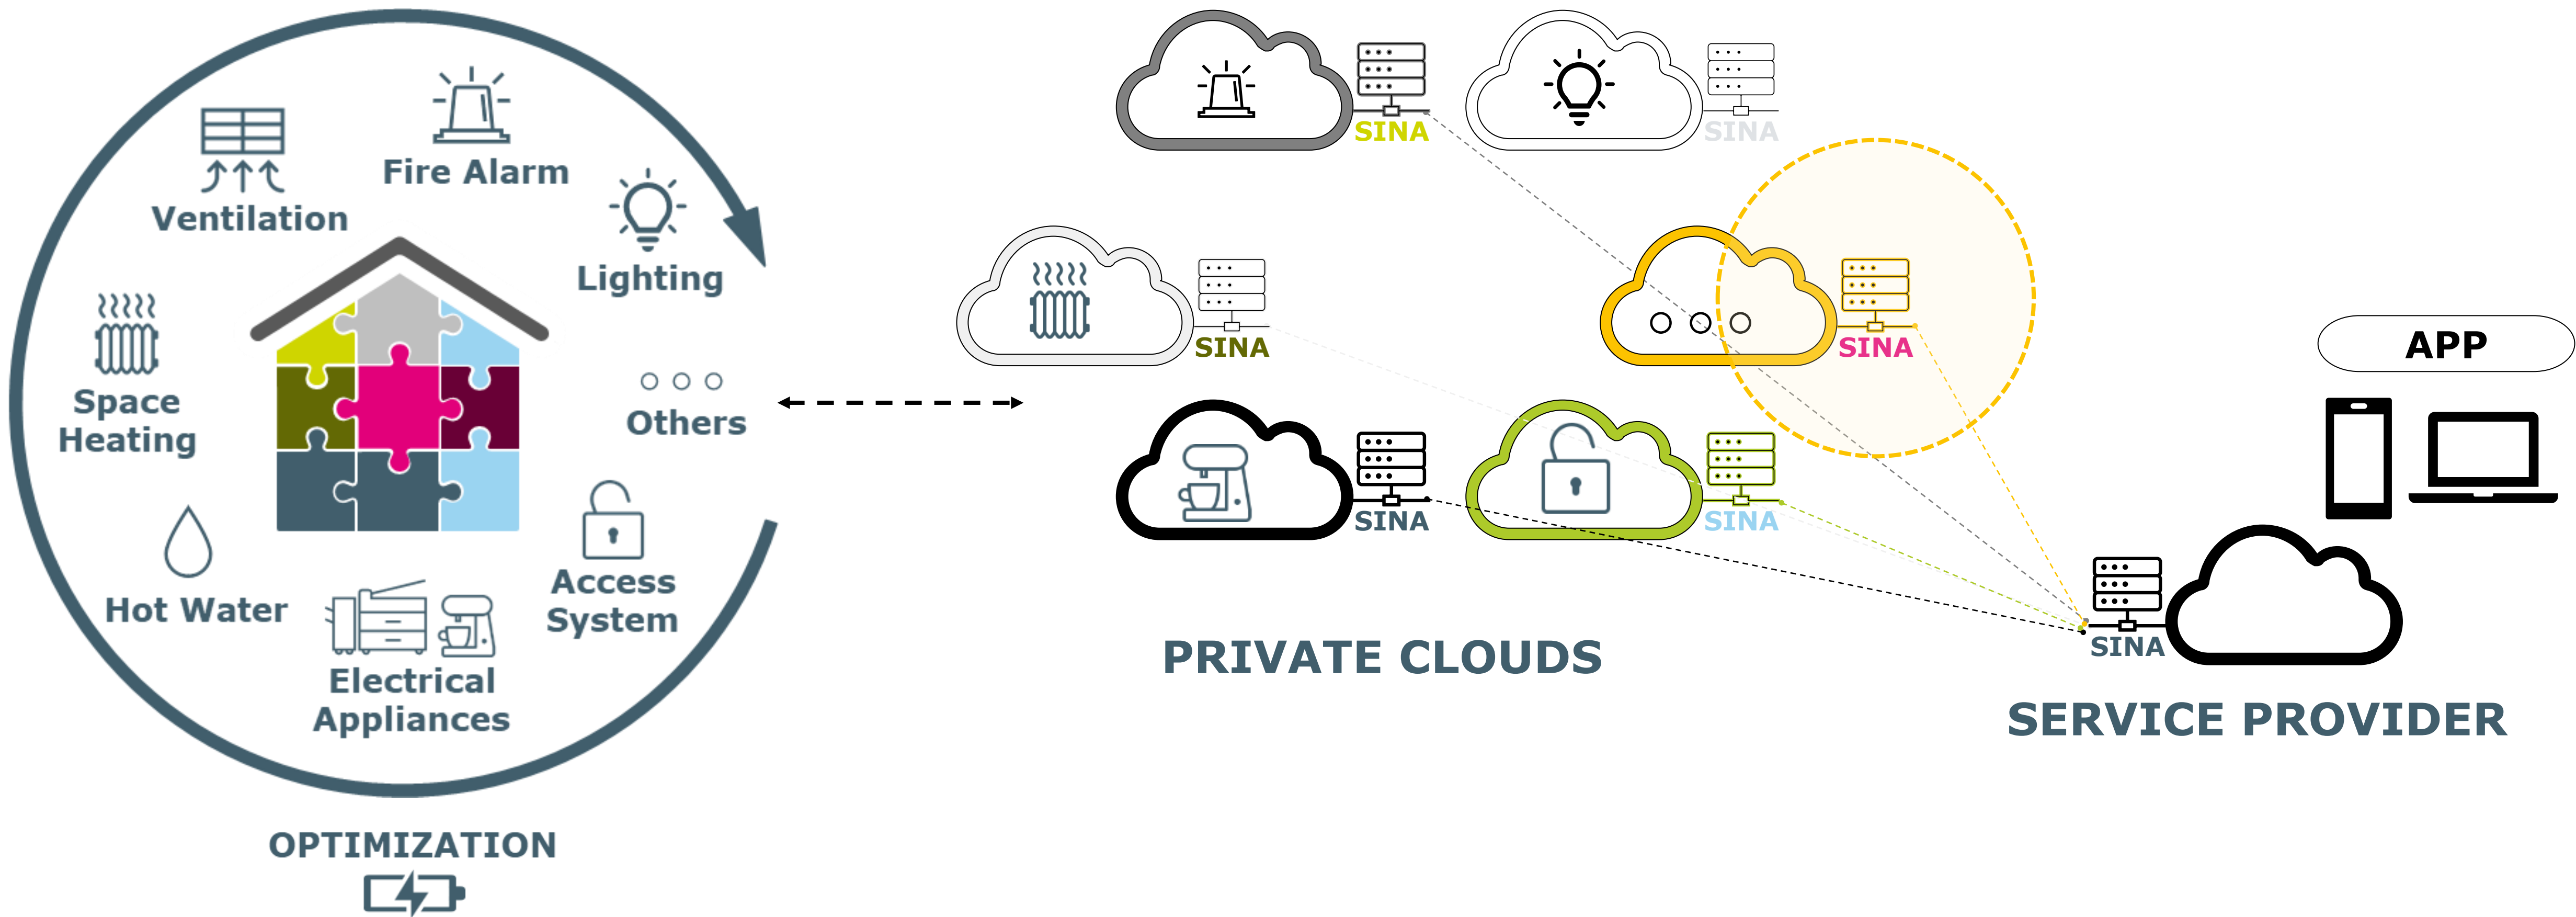 Fire Alarm
Ventilation
Lighting
Space
Heating
Others
Hot Water
Access
System
Electrical
Appliances
OPTIMIZATION
SINA
SINA
SINA
SINA
SINA
SINA
PRIVATE CLOUDS
APP
SINA
SERVICE PROVIDER